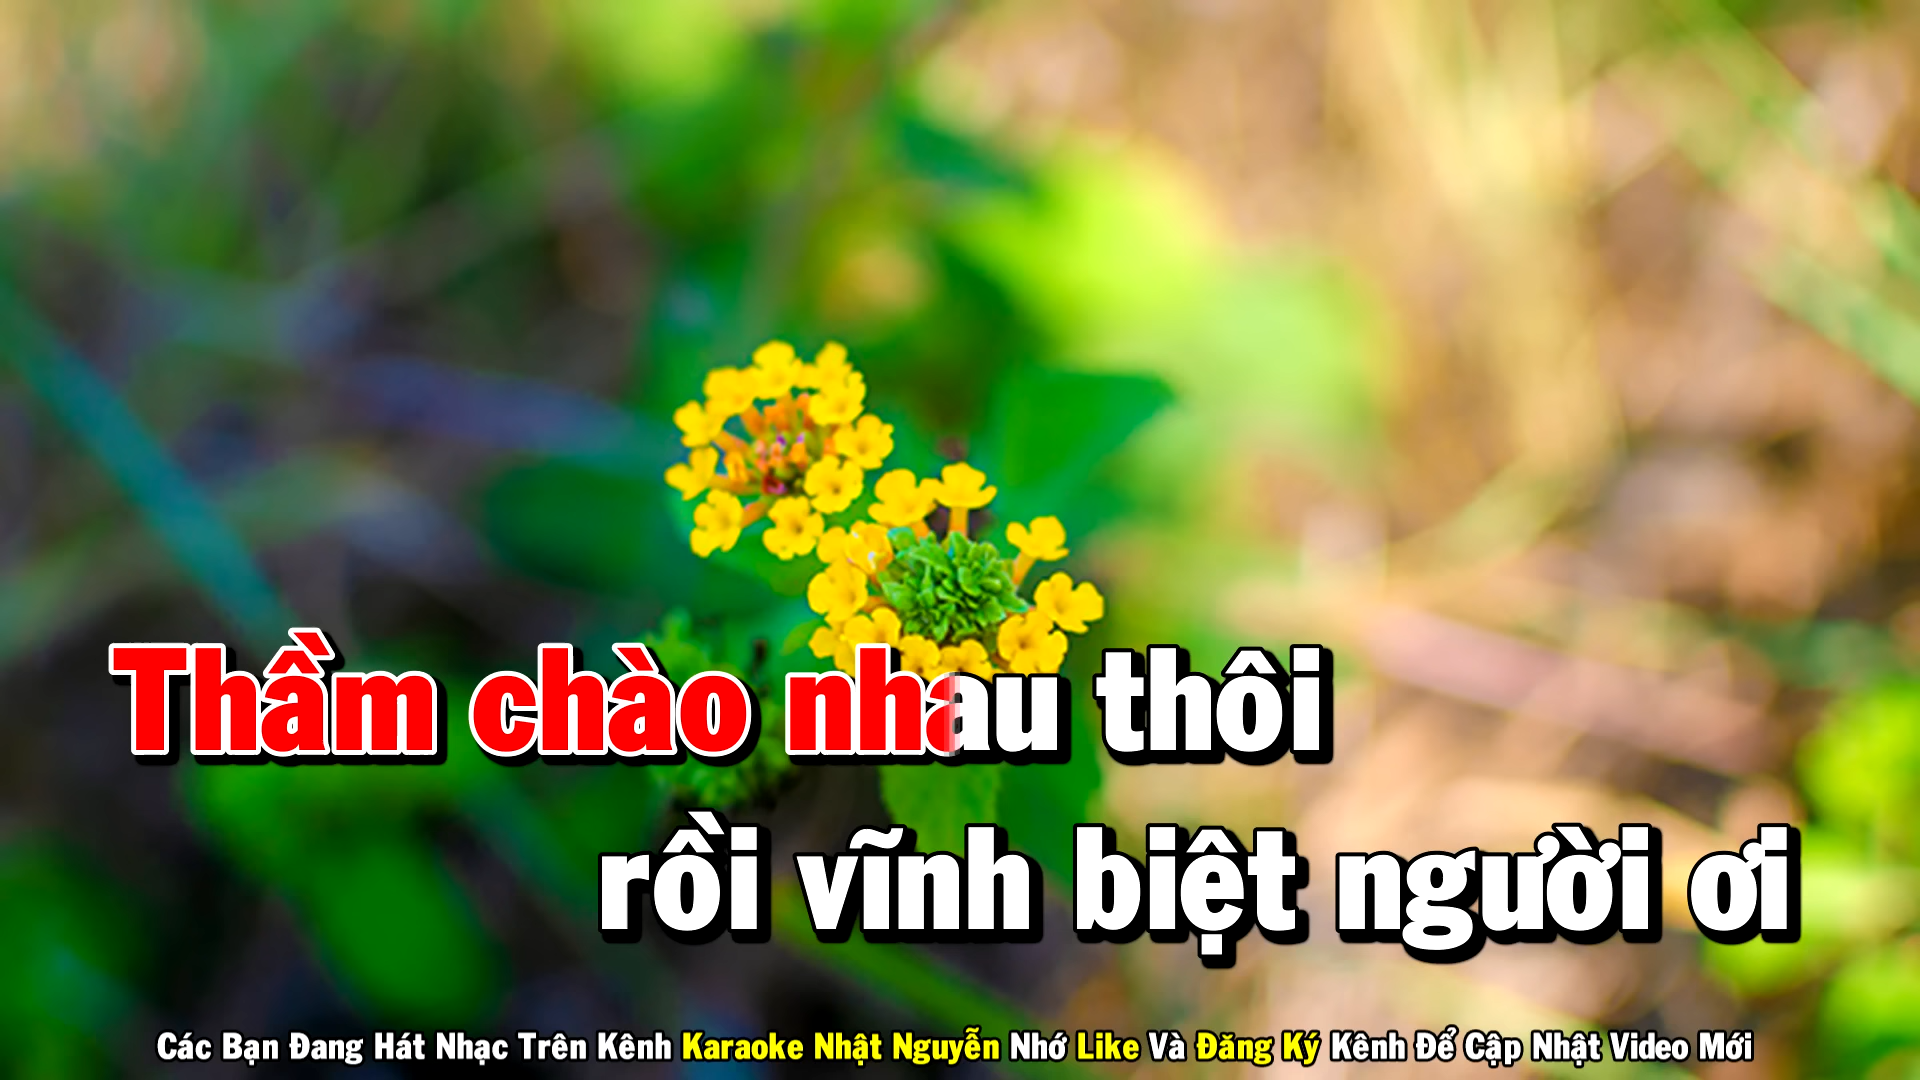 Thầm chào nhau thôi
rồi vĩnh biệt người ơi
Các Bạn Đang Hát Nhạc Trên Kênh Karaoke Nhật Nguyễn Nhớ Like Và Đăng Ký Kênh Để Cập Nhật Video Mới